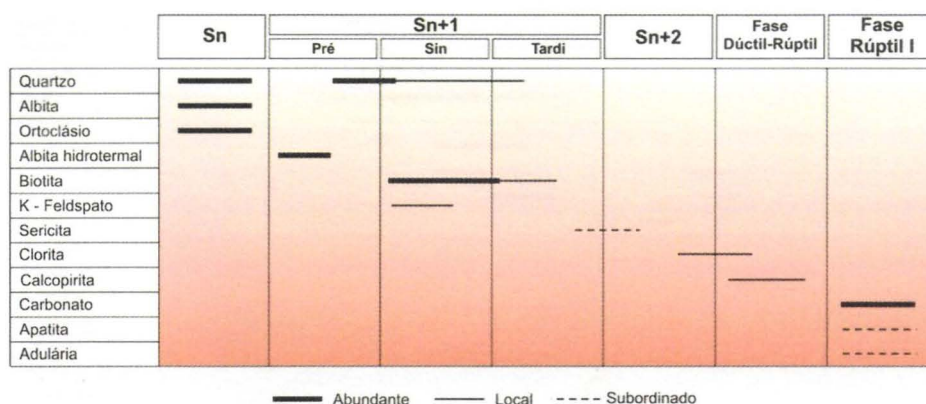 Sn
Sn+1
Sn+2
Fase Dúctil-Rúptil
Fase Rúptil I
Pré
Sin
Tardi
Quartzo
Albita
Ortoclásio
Albita hidrotermal
Biotita
K - Feldspato
Sericita
Clorita
Calcopirita
Carbonato
Apatita
Adulária
Abundante
Local
Subordinado